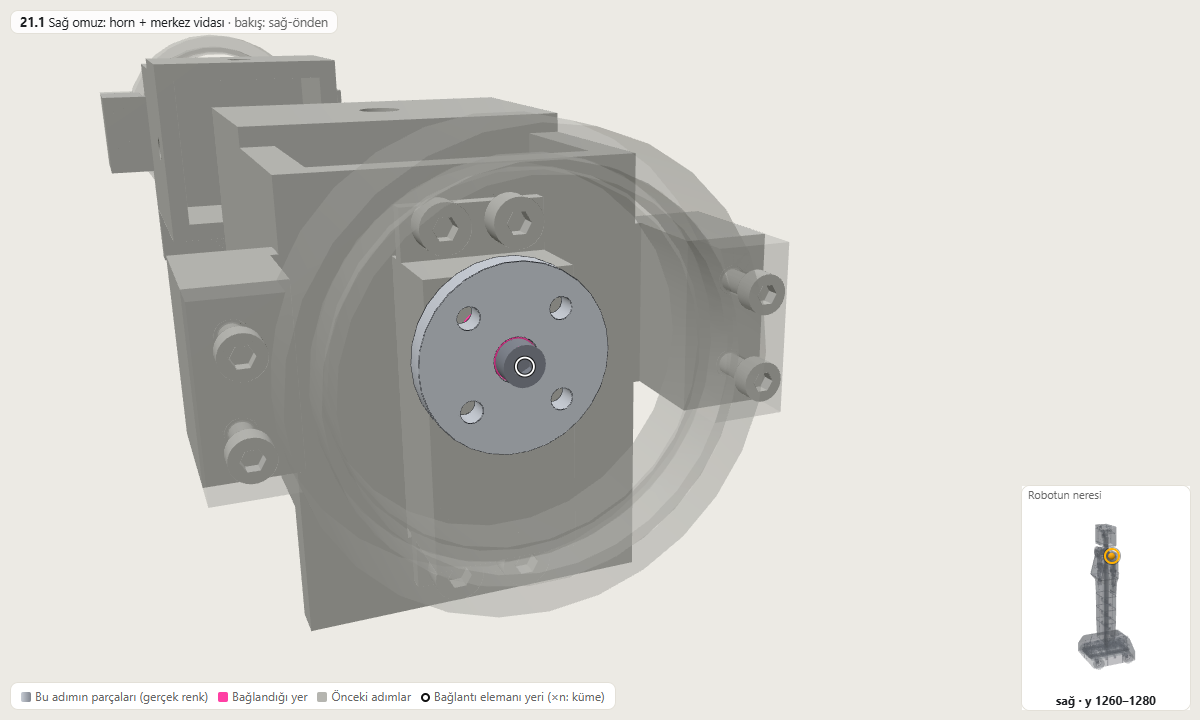 21.1 Sağ omuz: horn + merkez vidası · bakış: sağ-önden
Robotun neresi
sağ · y 1260–1280
Bu adımın parçaları (gerçek renk) Bağlandığı yer Önceki adımlar Bağlantı elemanı yeri (×n: küme)